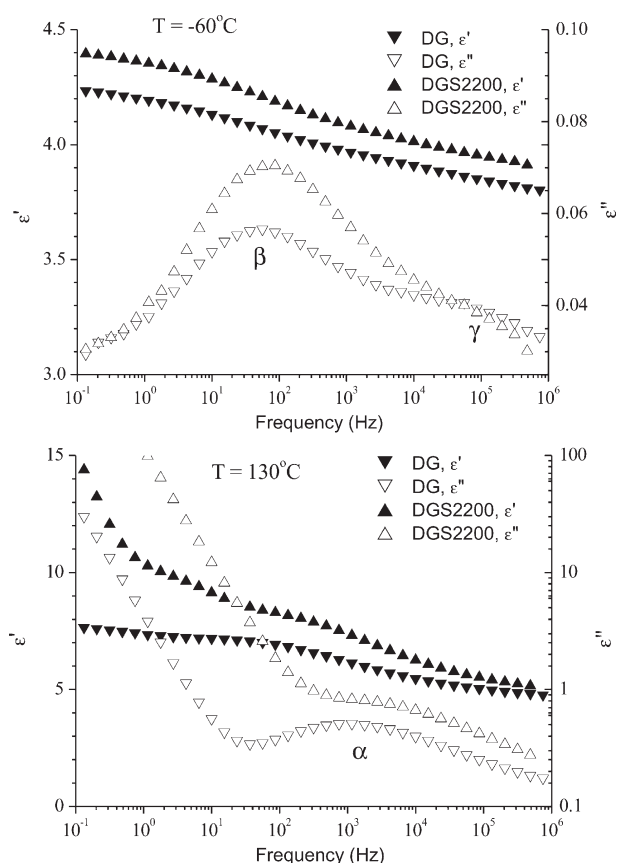 T = -60°C
DG, ε'
DG, ε"
DGS2200, ε'
DGS2200, ε"
4.5
4.0
3.5
3.0
ε'
0.10
0.08
0.06
0.04
ε"
β
γ
10⁻¹ 10⁰ 10¹ 10² 10³ 10⁴ 10⁵ 10⁶
Frequency (Hz)
T = 130°C
DG, ε'
DG, ε"
DGS2200, ε'
DGS2200, ε"
15
10
5
0
ε'
100
10
1
0.1
ε"
α
10⁻¹ 10⁰ 10¹ 10² 10³ 10⁴ 10⁵ 10⁶
Frequency (Hz)